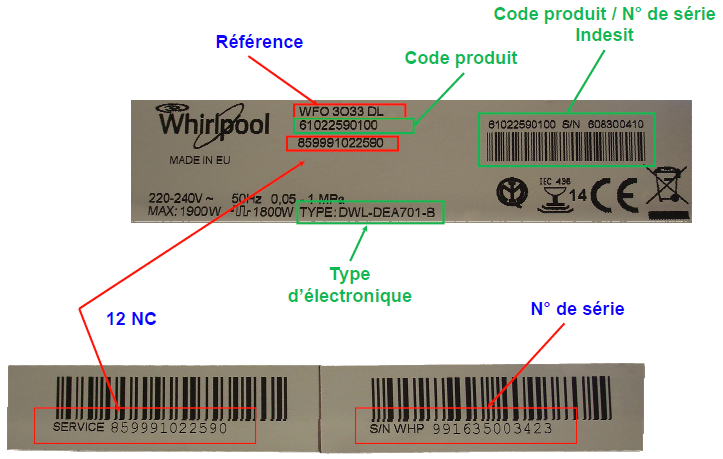 Code produit / N° de série
Indesit
Référence
Code produit
Whirlpool
MADE IN EU
WFO 3O33 DL
61022590100
859991022590
61022590100 S/N 608300410
220-240V ~ 50Hz 0,05 - 1 MPa
MAX: 1900W 1800W TYPE: DWL-DEA701-B
IEC 436
14
CE
Type
d'électronique
12 NC
N° de série
SERVICE 859991022590
S/N WHP 991635003423